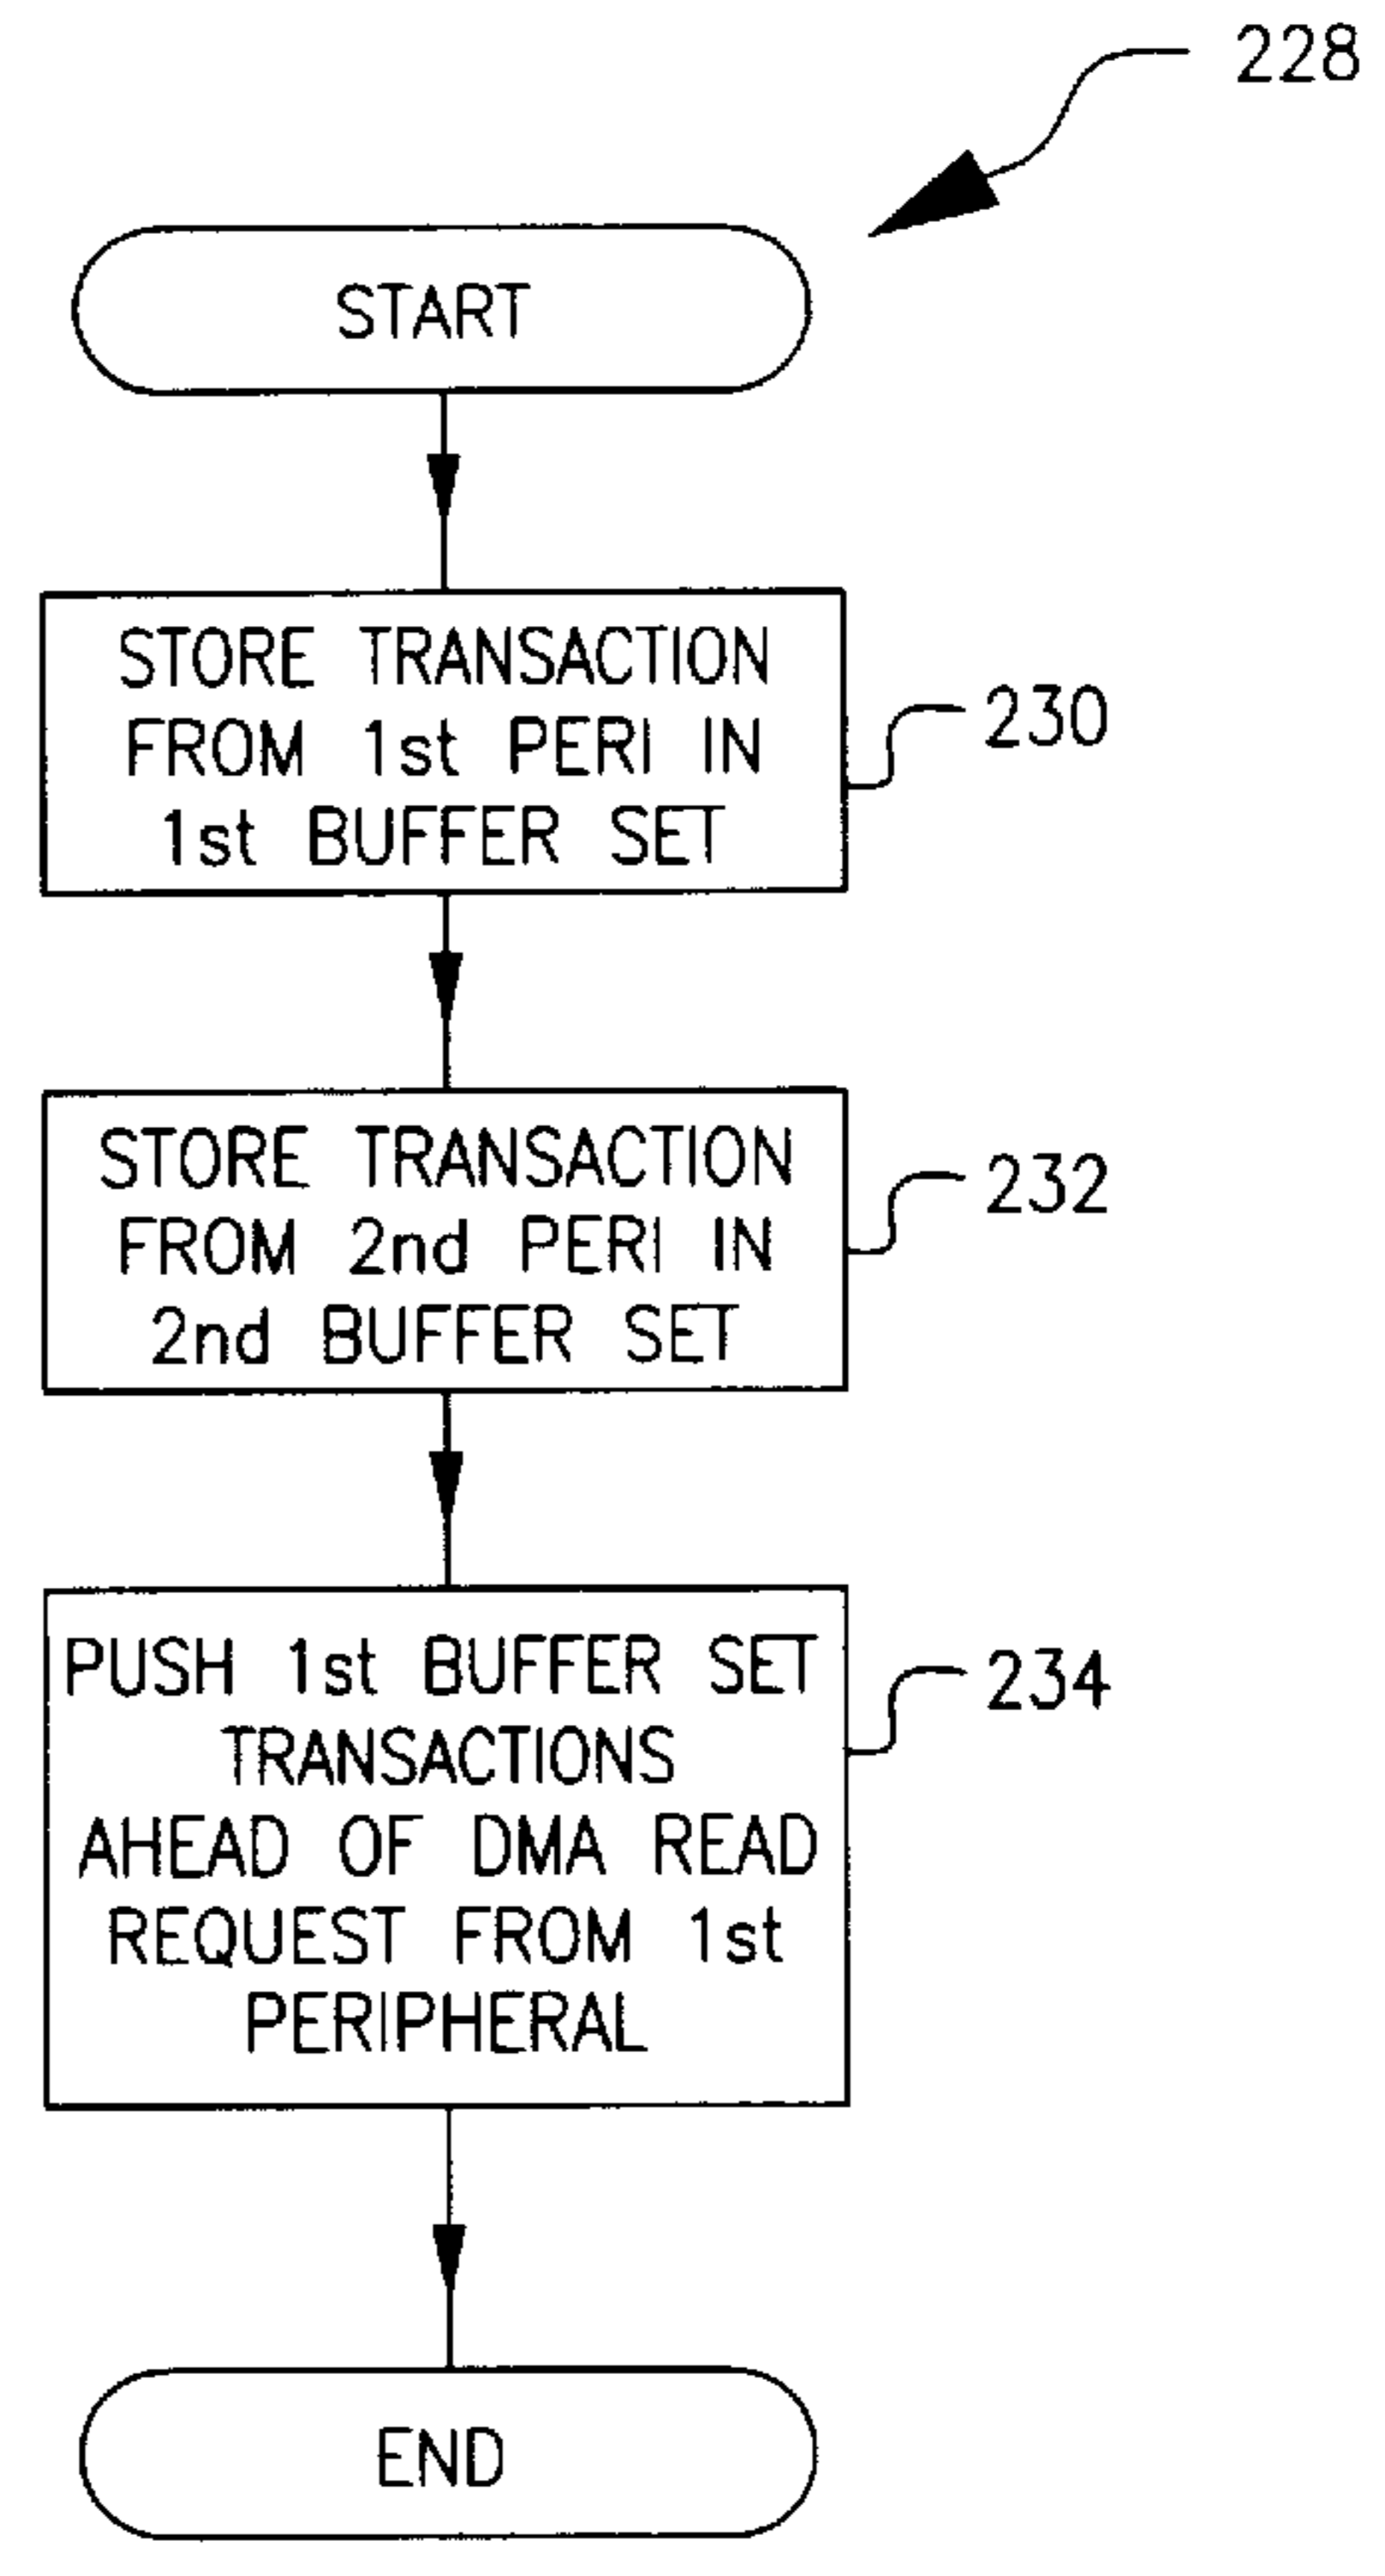 228
START
STORE TRANSACTION
FROM 1st PERI IN
1st BUFFER SET
230
STORE TRANSACTION
FROM 2nd PERI IN
2nd BUFFER SET
232
PUSH 1st BUFFER SET
TRANSACTIONS
AHEAD OF DMA READ
REQUEST FROM 1st
PERIPHERAL
234
END